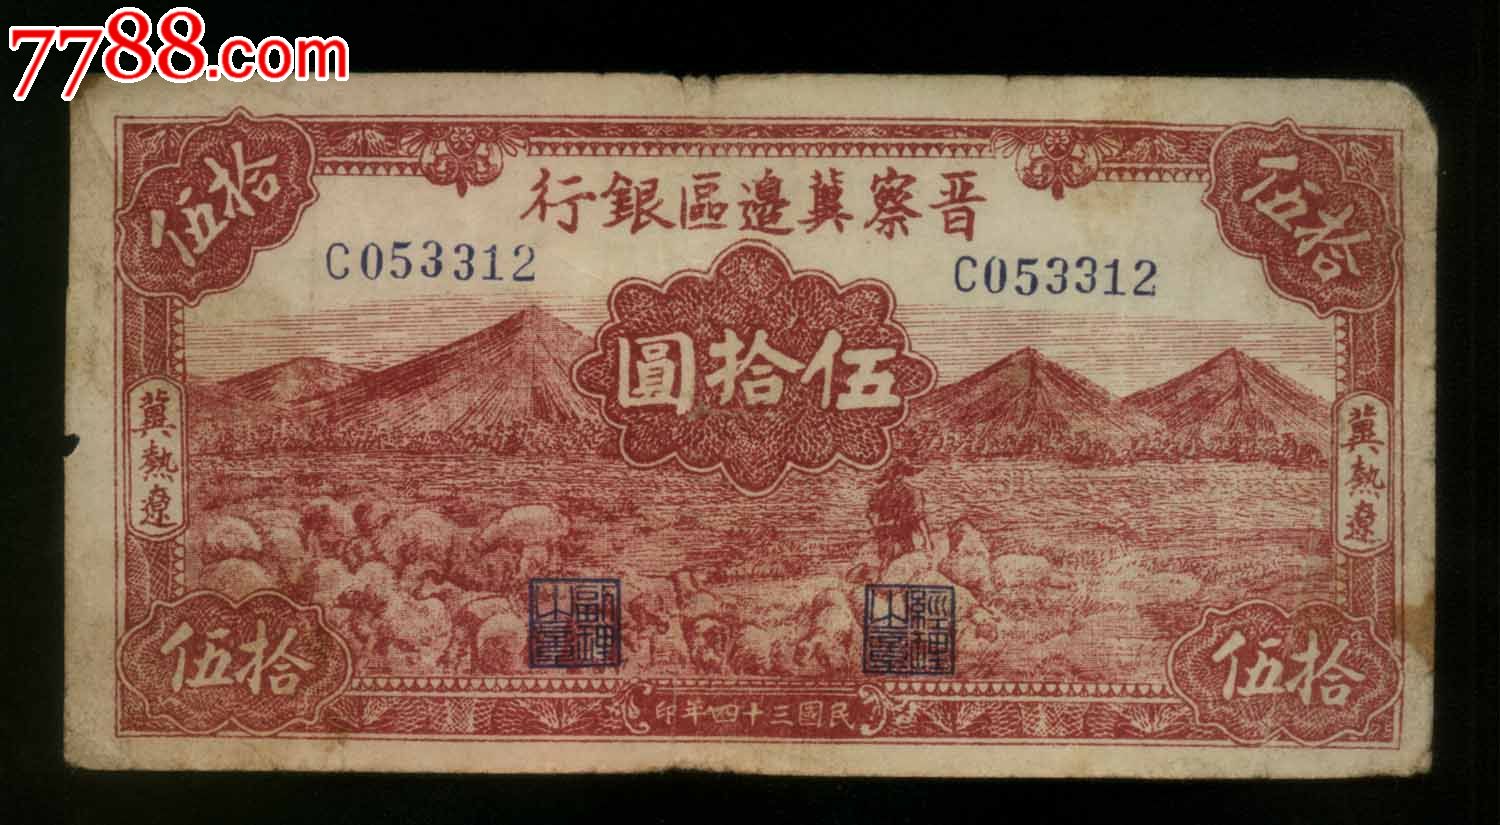 7788.com
伍拾
伍拾
晋察冀邊區銀行
C053312
C053312
伍拾圓
冀熱遼
冀熱遼
副理之章
經理之章
伍拾
伍拾
民國三十四年印